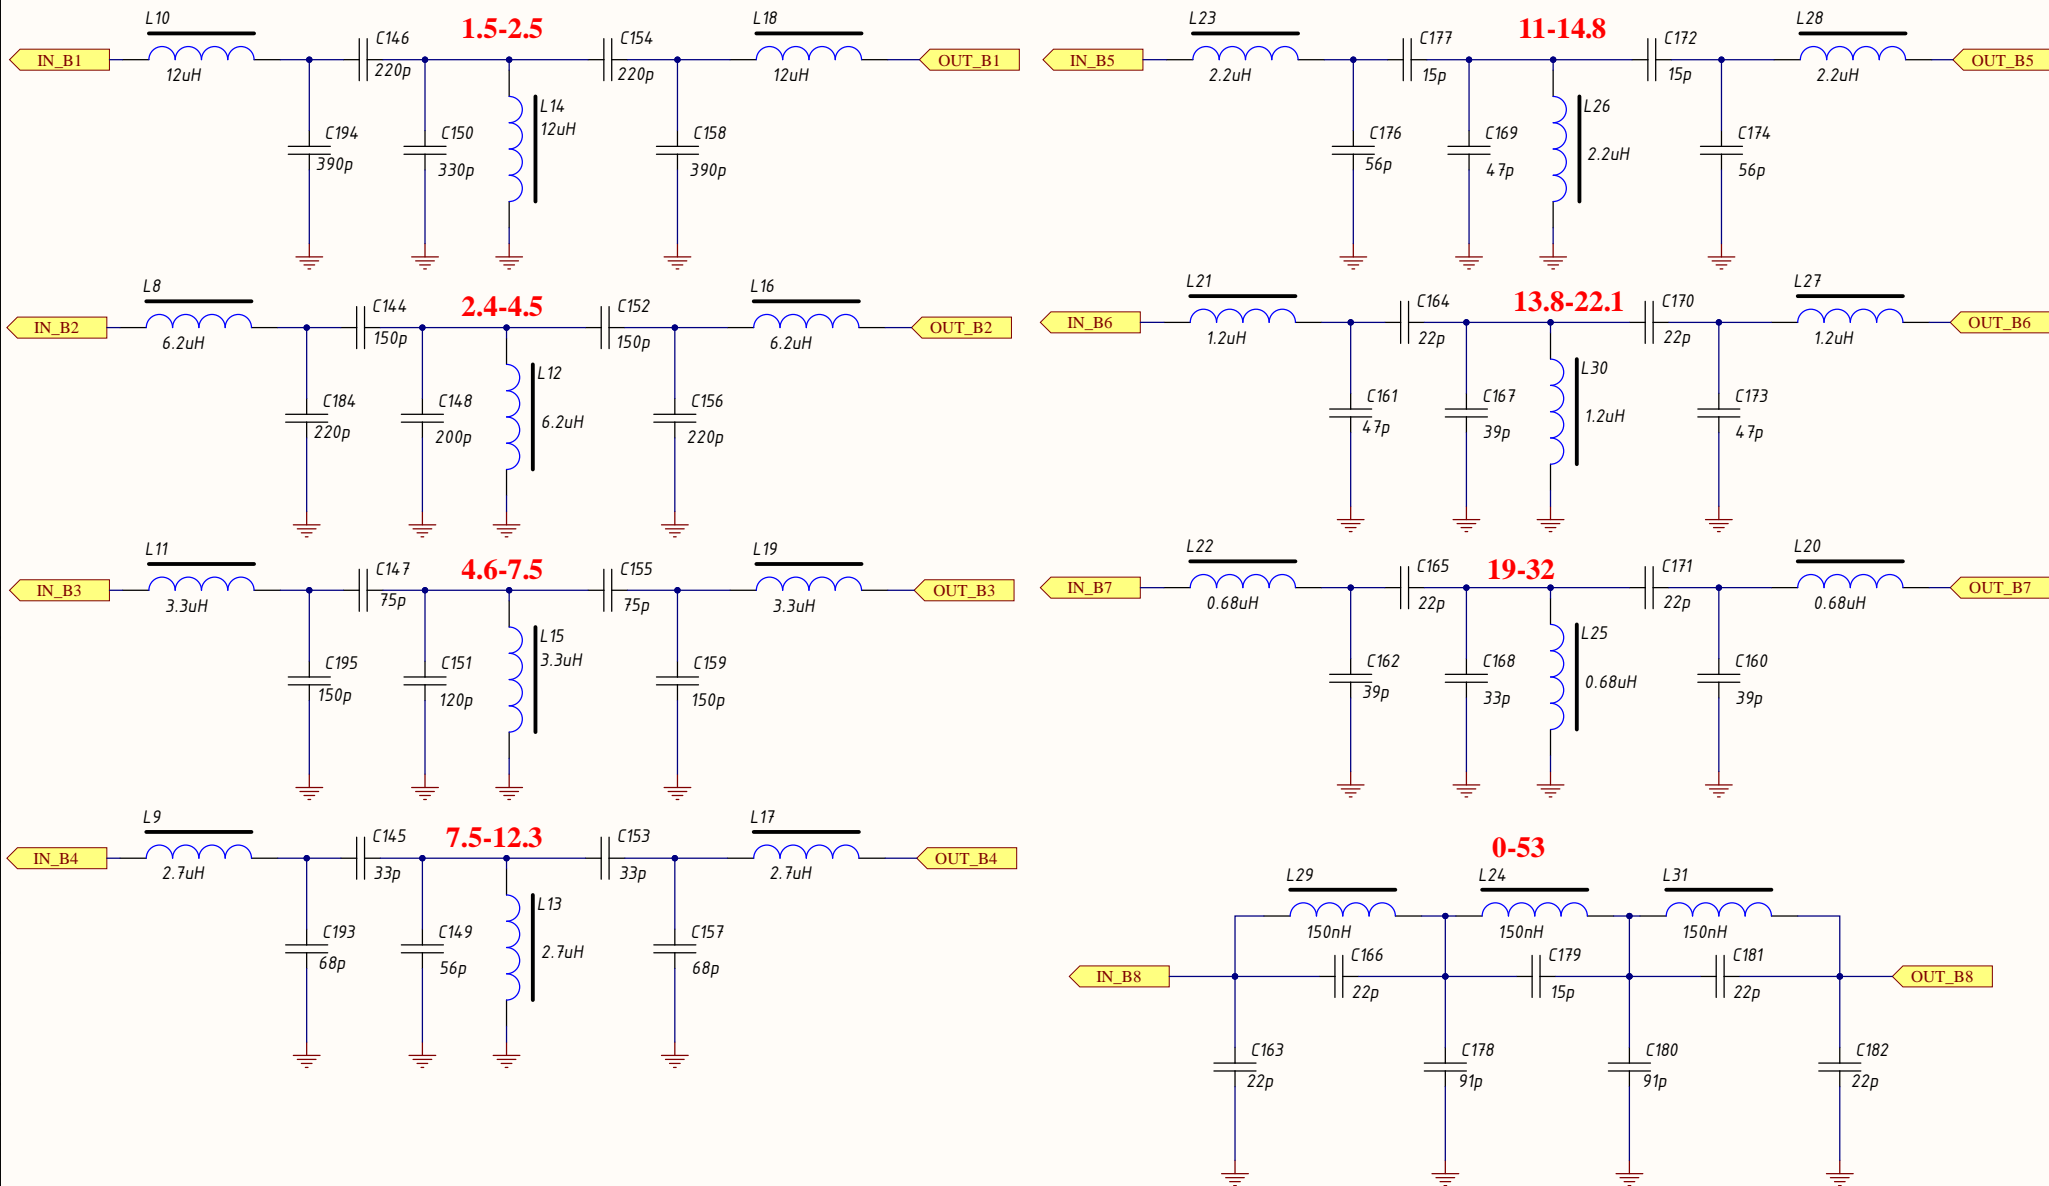 L10
C146
1.5-2.5
C154
L18
IN_B1
12uH
220p
220p
12uH
OUT_B1
L14
12uH
C194
390p
C150
330p
C158
390p
L8
C144
2.4-4.5
C152
L16
IN_B2
6.2uH
150p
150p
6.2uH
OUT_B2
L12
6.2uH
C184
220p
C148
200p
C156
220p
L11
C147
4.6-7.5
C155
L19
IN_B3
3.3uH
75p
75p
3.3uH
OUT_B3
L15
3.3uH
C195
150p
C151
120p
C159
150p
L9
C145
7.5-12.3
C153
L17
IN_B4
2.7uH
33p
33p
2.7uH
OUT_B4
L13
2.7uH
C193
68p
C149
56p
C157
68p
L23
C177
11-14.8
C172
L28
IN_B5
2.2uH
15p
15p
2.2uH
OUT_B5
L26
2.2uH
C176
56p
C169
47p
C174
56p
L21
C164
13.8-22.1
C170
L27
IN_B6
1.2uH
22p
22p
1.2uH
OUT_B6
L30
1.2uH
C161
47p
C167
39p
C173
47p
L22
C165
19-32
C171
L20
IN_B7
0.68uH
22p
22p
0.68uH
OUT_B7
L25
0.68uH
C162
39p
C168
33p
C160
39p
0-53
L29
L24
L31
150nH
150nH
150nH
C166
C179
C181
IN_B8
22p
15p
22p
OUT_B8
C163
22p
C178
91p
C180
91p
C182
22p